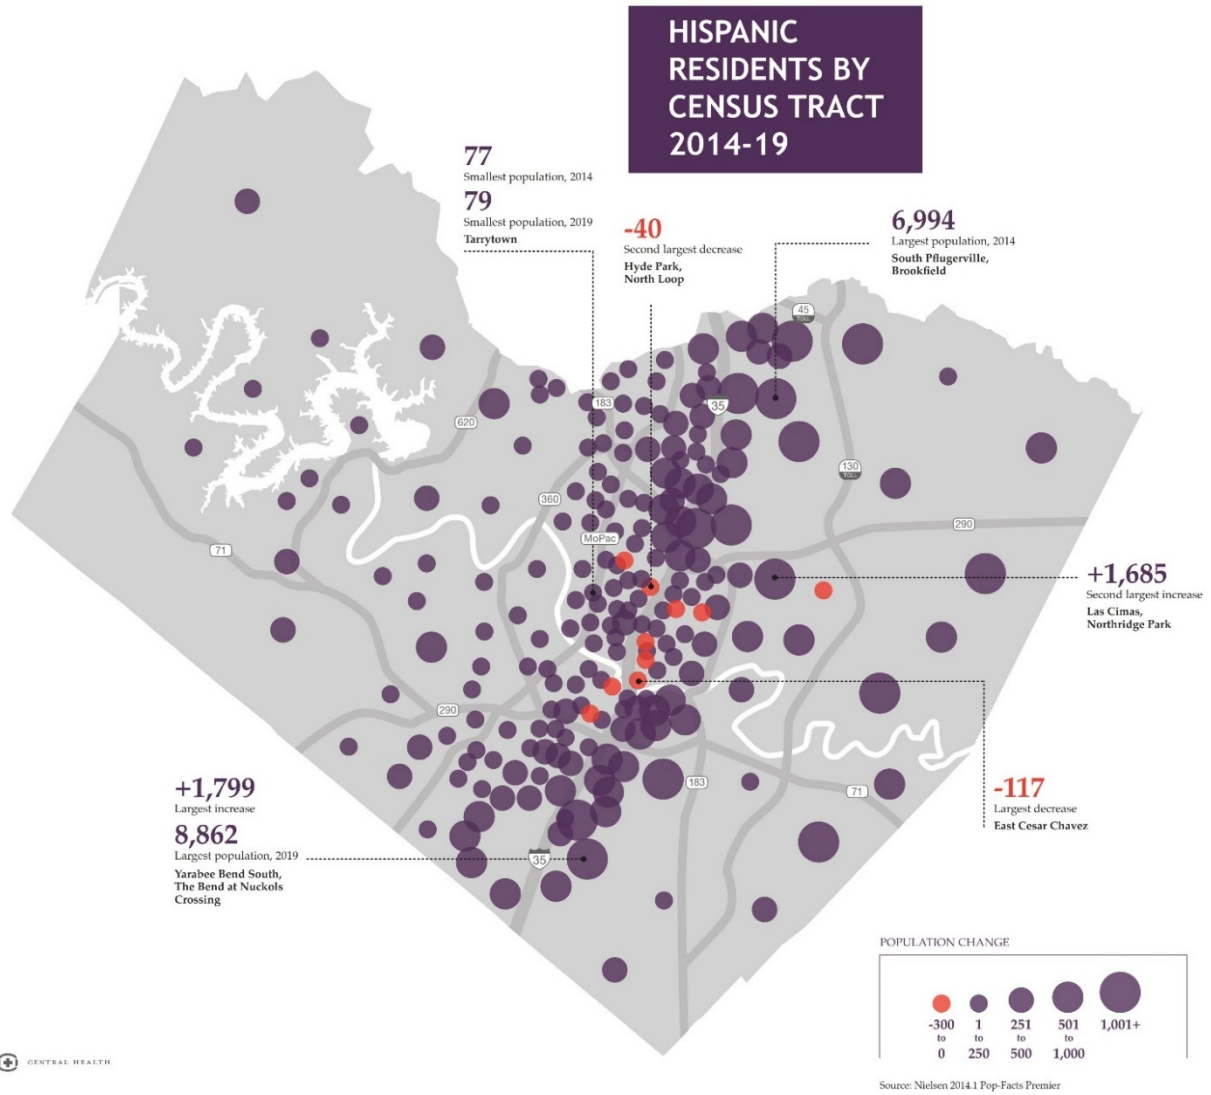 HISPANIC
RESIDENTS BY
CENSUS TRACT
2014-19
77
Smallest population, 2014
79
Smallest population, 2019
Tarrytown
-40
Second largest decrease
Hyde Park,
North Loop
6,994
Largest population, 2014
South Pflugerville,
Brookfield
45
TOLL
183
35
620
130
TOLL
360
290
MoPac
71
+1,685
Second largest increase
Las Cimas,
Northridge Park
290
183
71
+1,799
Largest increase
8,862
Largest population, 2019
Yarabee Bend South,
The Bend at Nuckols
Crossing
35
-117
Largest decrease
East Cesar Chavez
POPULATION CHANGE
-300 1 251 501 1,001+
to to to to
0 250 500 1,000
CENTRAL HEALTH
Source: Nielsen 2014.1 Pop-Facts Premier